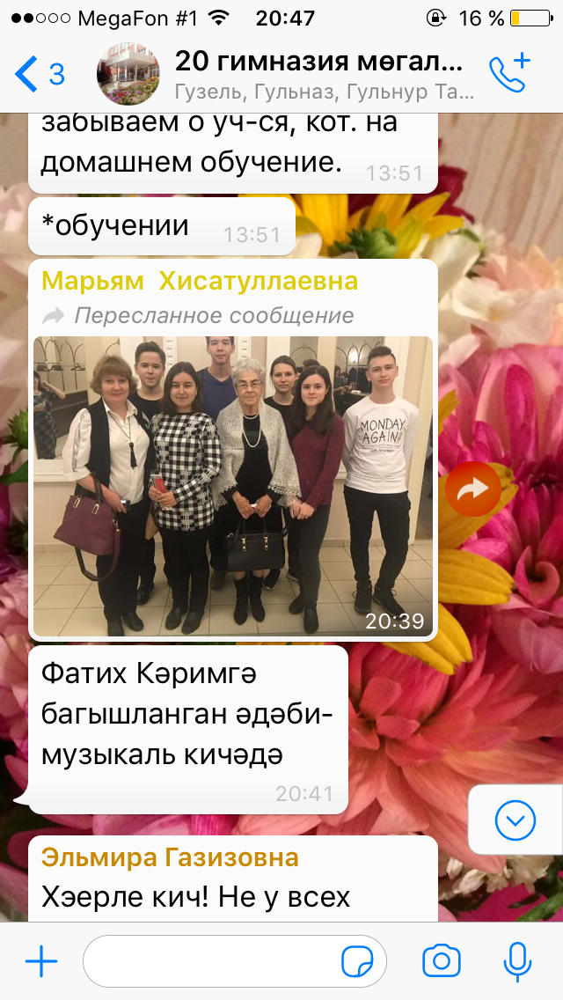 MegaFon #1 20:47 16 %
3 20 гимназия мөгал...
Гузель, Гульназ, Гульнур Та...
забываем о уч-ся, кот. на
домашнем обучение. 13:51
*обучении 13:51
Марьям Хисатуллаевна
Пересланное сообщение
MONDAY
AGAIN!
20:39
Фатих Кәримгә
багышланган әдәби-
музыкаль кичәдә
20:41
Эльмира Газизовна
Хэерле кич! Не у всех